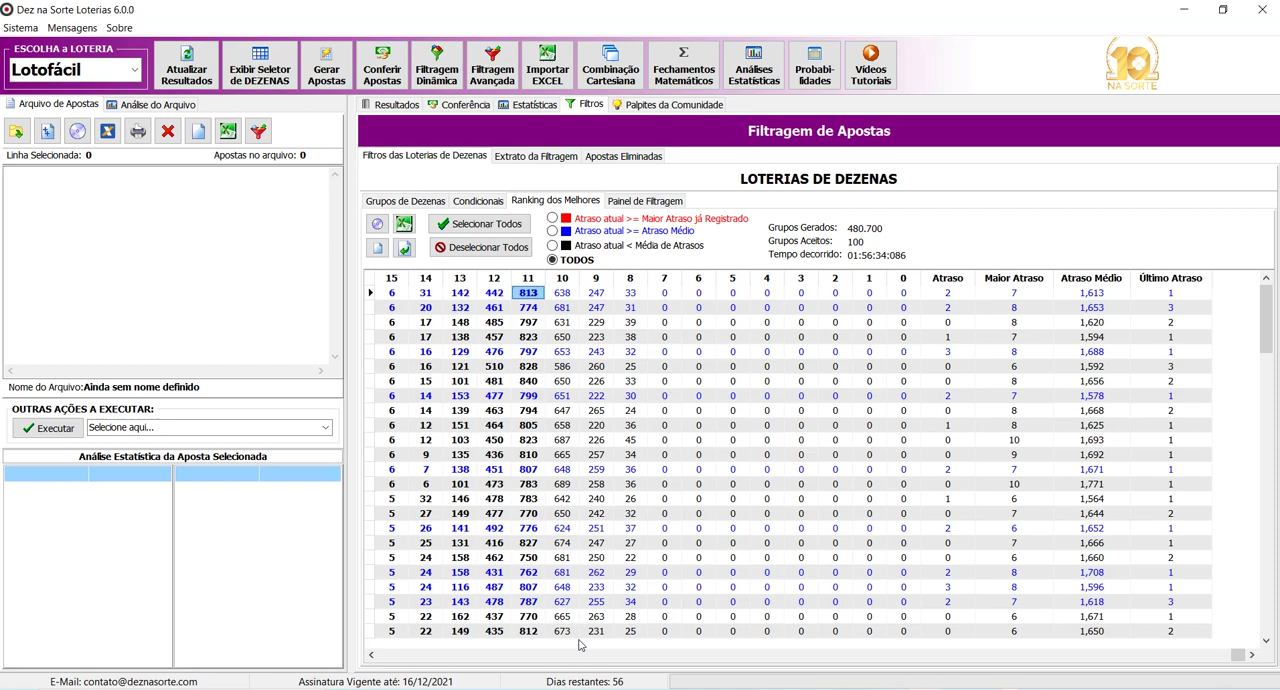 Dez na Sorte Loterias 6.0.0
Sistema Mensagens Sobre
ESCOLHA a LOTERIA
Lotofácil
Atualizar Resultados
Exibir Seletor de DEZENAS
Gerar Apostas
Conferir Apostas
Filtragem Dinâmica
Filtragem Avançada
Importar EXCEL
Combinação Cartesiana
Fechamentos Matemáticos
Análises Estatísticas
Probabi- lidades
Vídeos Tutoriais
10 NA SORTE
Arquivo de Apostas Análise do Arquivo
Linha Selecionada: 0 Apostas no arquivo: 0
Nome do Arquivo:Ainda sem nome definido
OUTRAS AÇÕES A EXECUTAR:
Executar Selecione aqui...
Análise Estatística da Aposta Selecionada
Resultados Conferência Estatísticas Filtros Palpites da Comunidade
Filtragem de Apostas
Filtros das Loterias de Dezenas Extrato da Filtragem Apostas Eliminadas
LOTERIAS DE DEZENAS
Grupos de Dezenas Condicionais Ranking dos Melhores Painel de Filtragem
Selecionar Todos
Deselecionar Todos
Atraso atual >= Maior Atraso já Registrado
Atraso atual >= Atraso Médio
Atraso atual < Média de Atrasos
TODOS
Grupos Gerados: 480.700
Grupos Aceitos: 100
Tempo decorrido: 01:56:34:086
15 14 13 12 11 10 9 8 7 6 5 4 3 2 1 0 Atraso Maior Atraso Atraso Médio Último Atraso
6 31 142 442 813 638 247 33 0 0 0 0 0 0 0 0 2 7 1,613 1
6 20 132 461 774 681 247 31 0 0 0 0 0 0 0 0 2 8 1,653 3
6 17 148 485 797 631 229 39 0 0 0 0 0 0 0 0 0 8 1,620 2
6 17 138 457 823 650 223 38 0 0 0 0 0 0 0 0 1 7 1,594 1
6 16 129 476 797 653 243 32 0 0 0 0 0 0 0 0 3 8 1,688 1
6 16 121 510 828 586 260 25 0 0 0 0 0 0 0 0 0 6 1,592 3
6 15 101 481 840 650 226 33 0 0 0 0 0 0 0 0 0 8 1,656 2
6 14 153 477 799 651 222 30 0 0 0 0 0 0 0 0 2 7 1,578 1
6 14 139 463 794 647 265 24 0 0 0 0 0 0 0 0 0 8 1,668 2
6 12 151 464 805 658 220 36 0 0 0 0 0 0 0 0 1 8 1,625 1
6 12 103 450 823 687 226 45 0 0 0 0 0 0 0 0 0 10 1,693 1
6 9 135 436 810 665 257 34 0 0 0 0 0 0 0 0 0 9 1,692 1
6 7 138 451 807 648 259 36 0 0 0 0 0 0 0 0 2 7 1,671 1
6 6 101 473 783 689 258 36 0 0 0 0 0 0 0 0 0 10 1,771 1
5 32 146 478 783 642 240 26 0 0 0 0 0 0 0 0 1 6 1,564 1
5 27 149 477 770 650 242 32 0 0 0 0 0 0 0 0 0 7 1,644 2
5 26 141 492 776 624 251 37 0 0 0 0 0 0 0 0 2 6 1,652 1
5 25 131 416 827 674 247 27 0 0 0 0 0 0 0 0 0 7 1,666 1
5 24 158 462 750 681 250 22 0 0 0 0 0 0 0 0 0 6 1,660 2
5 24 158 431 762 681 262 29 0 0 0 0 0 0 0 0 2 8 1,708 1
5 24 116 487 807 648 233 32 0 0 0 0 0 0 0 0 3 8 1,596 1
5 23 143 478 787 627 255 34 0 0 0 0 0 0 0 0 2 7 1,618 3
5 22 162 437 770 665 263 28 0 0 0 0 0 0 0 0 0 6 1,671 1
5 22 149 435 812 673 231 25 0 0 0 0 0 0 0 0 0 6 1,650 2
E-Mail: contato@deznasorte.com Assinatura Vigente até: 16/12/2021 Dias restantes: 56